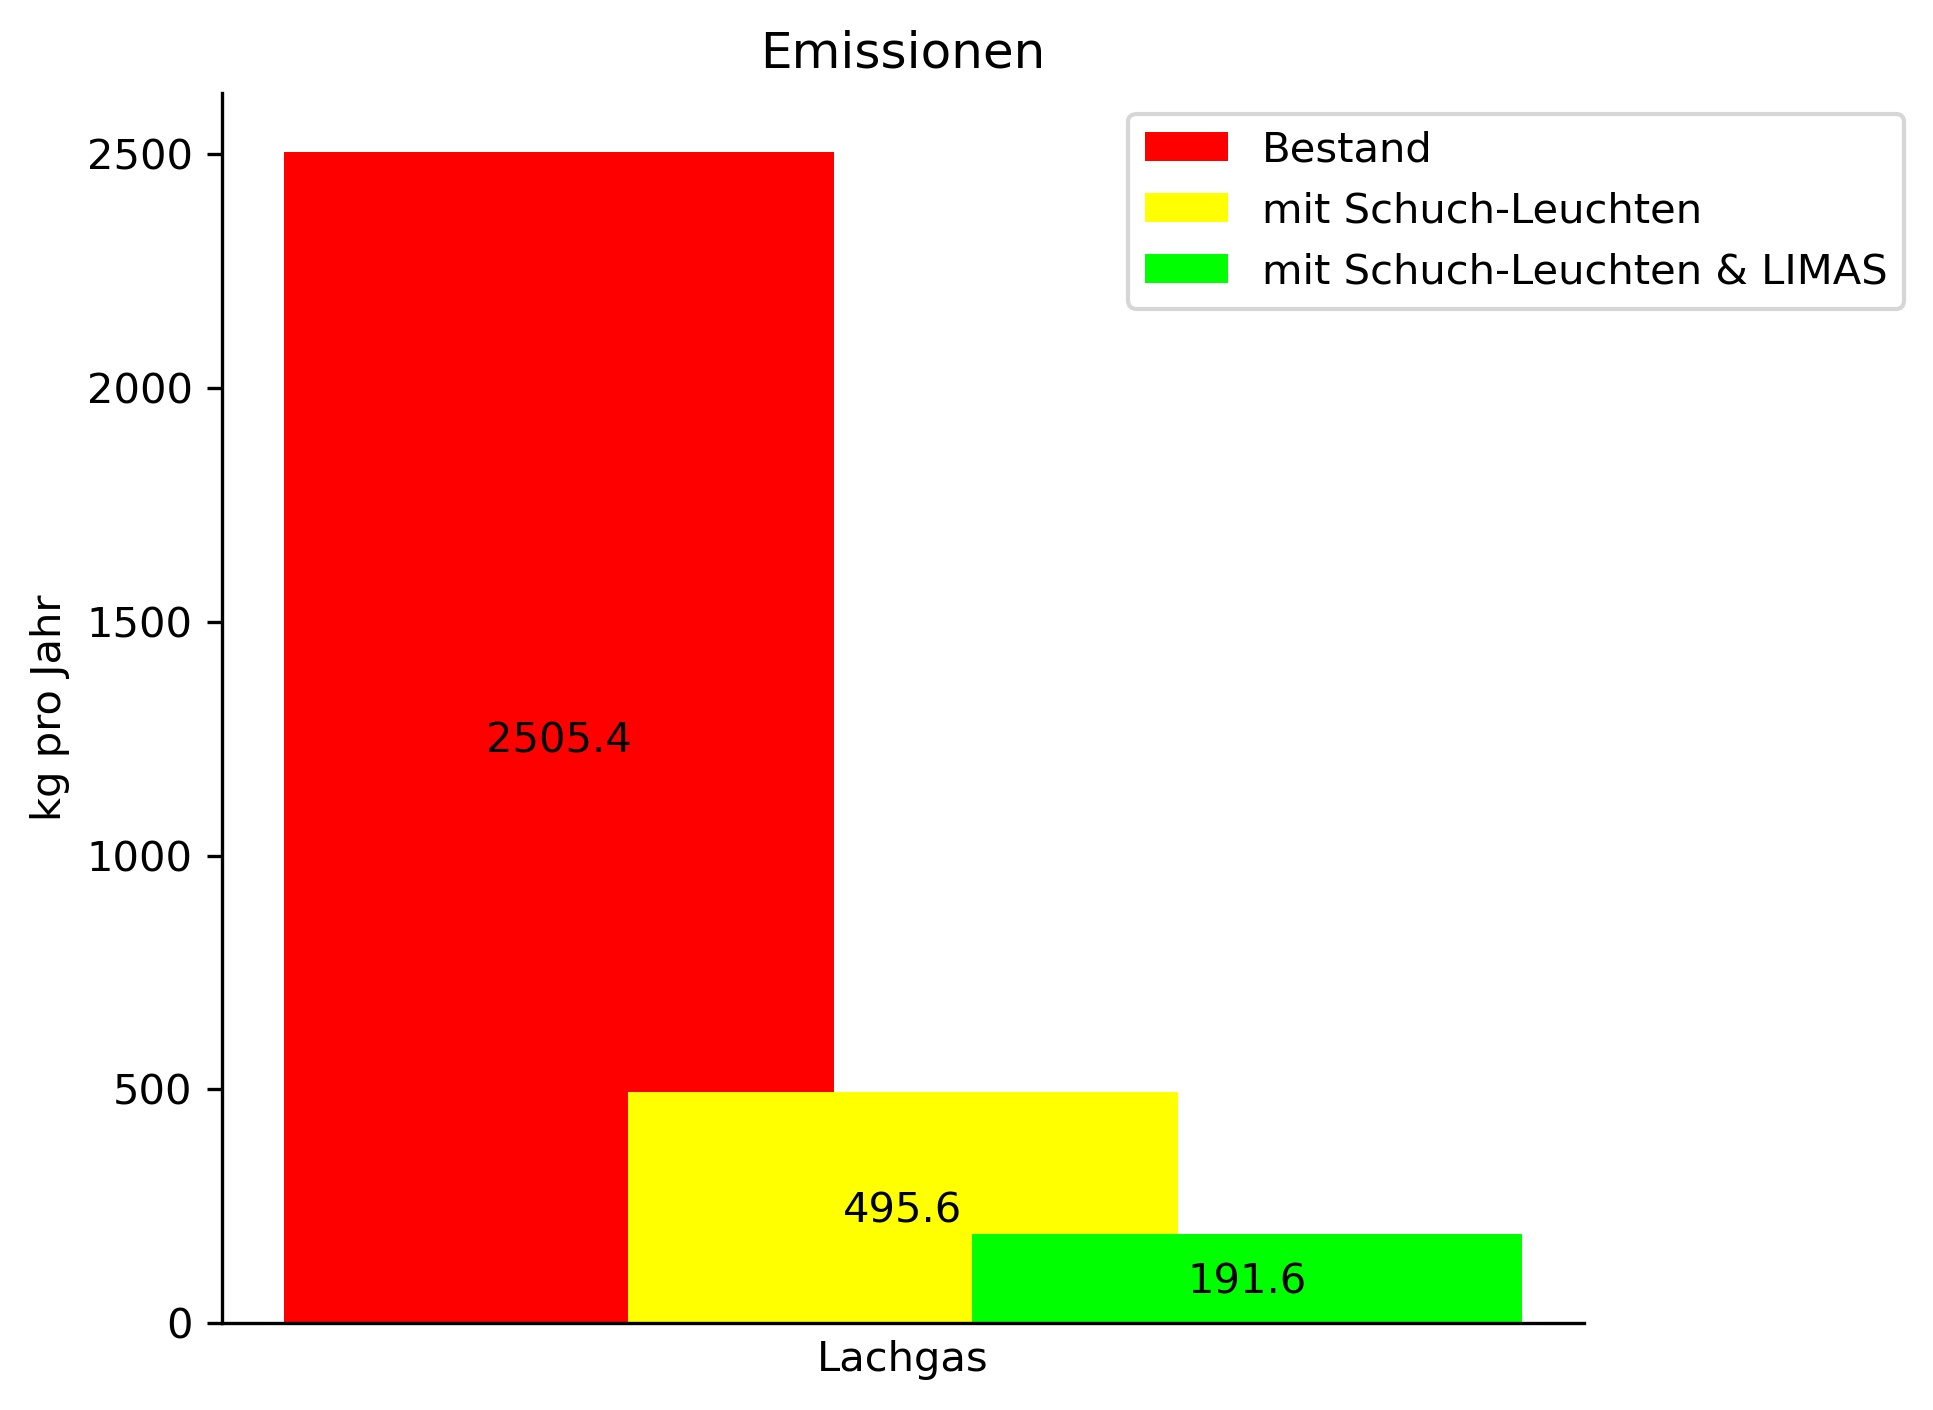 Emissionen
Bestand
mit Schuch-Leuchten
mit Schuch-Leuchten & LIMAS
kg pro Jahr
2500
2000
1500
1000
500
0
2505.4
495.6
191.6
Lachgas